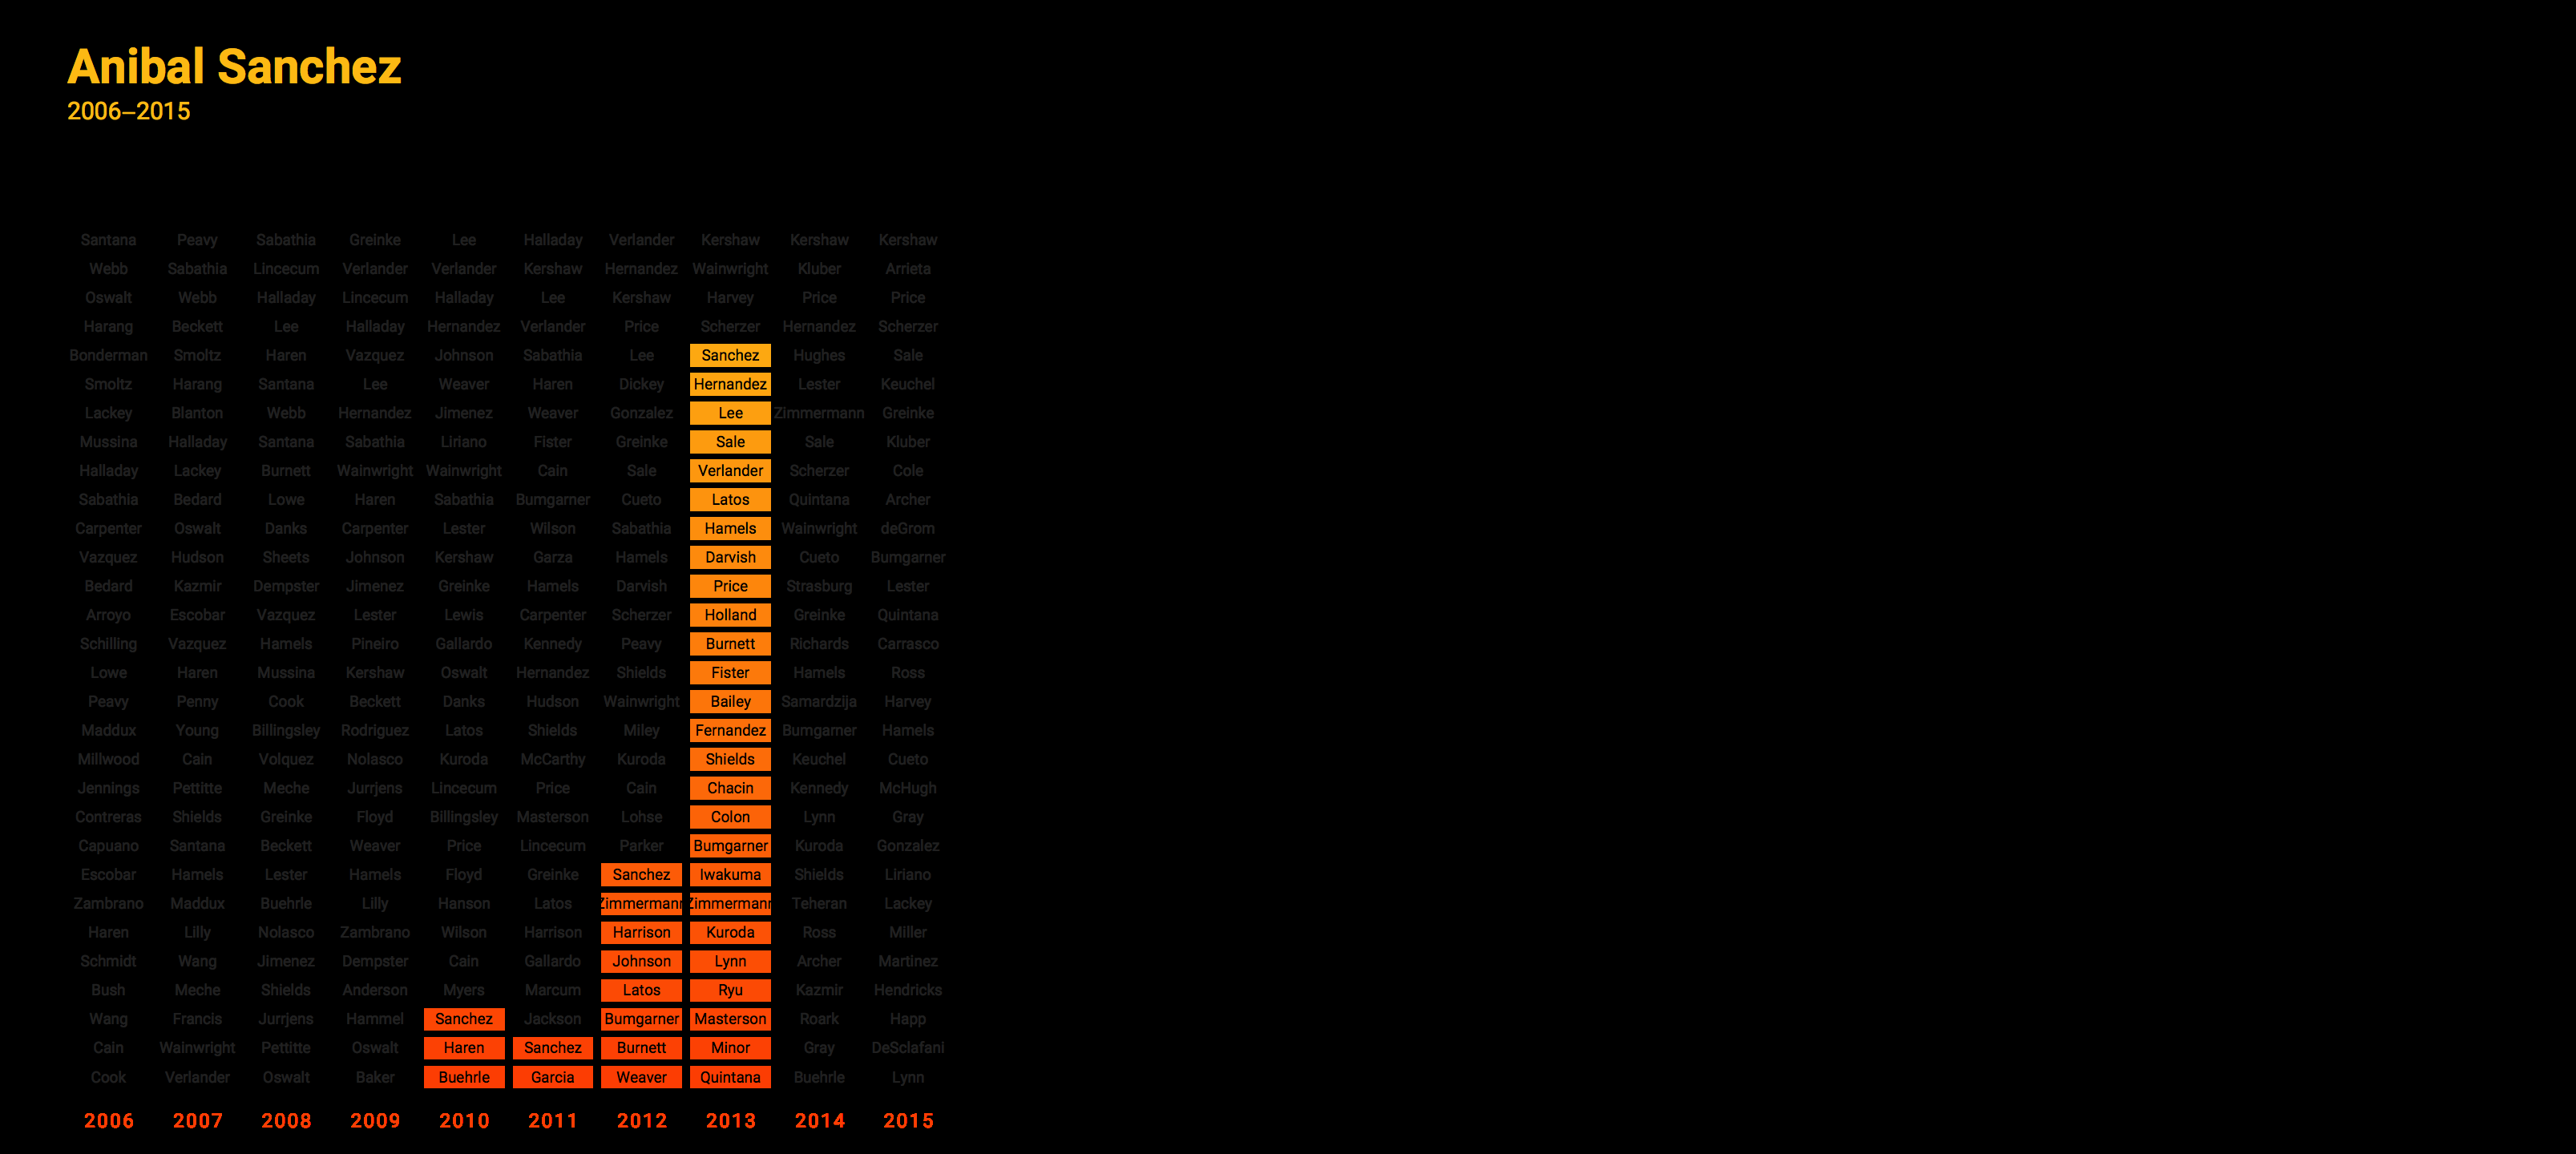 Anibal Sanchez
2006–2015
Santana Peavy Sabathia Greinke Lee Halladay Verlander Kershaw Kershaw Kershaw
Webb Sabathia Lincecum Verlander Verlander Kershaw Hernandez Wainwright Kluber Arrieta
Oswalt Webb Halladay Lincecum Halladay Lee Kershaw Harvey Price Price
Harang Beckett Lee Halladay Hernandez Verlander Price Scherzer Hernandez Scherzer
Bonderman Smoltz Haren Vazquez Johnson Sabathia Lee Sanchez Hughes Sale
Smoltz Harang Santana Lee Weaver Haren Dickey Hernandez Lester Keuchel
Lackey Blanton Webb Hernandez Jimenez Weaver Gonzalez Lee Zimmermann Greinke
Mussina Halladay Santana Sabathia Liriano Fister Greinke Sale Sale Kluber
Halladay Lackey Burnett Wainwright Wainwright Cain Sale Verlander Scherzer Cole
Sabathia Bedard Lowe Haren Sabathia Bumgarner Cueto Latos Quintana Archer
Carpenter Oswalt Danks Carpenter Lester Wilson Sabathia Hamels Wainwright deGrom
Vazquez Hudson Sheets Johnson Kershaw Garza Hamels Darvish Cueto Bumgarner
Bedard Kazmir Dempster Jimenez Greinke Hamels Darvish Price Strasburg Lester
Arroyo Escobar Vazquez Lester Lewis Carpenter Scherzer Holland Greinke Quintana
Schilling Vazquez Hamels Pineiro Gallardo Kennedy Peavy Burnett Richards Carrasco
Lowe Haren Mussina Kershaw Oswalt Hernandez Shields Fister Hamels Ross
Peavy Penny Cook Beckett Danks Hudson Wainwright Bailey Samardzija Harvey
Maddux Young Billingsley Rodriguez Latos Shields Miley Fernandez Bumgarner Hamels
Millwood Cain Volquez Nolasco Kuroda McCarthy Kuroda Shields Keuchel Cueto
Jennings Pettitte Meche Jurrjens Lincecum Price Cain Chacin Kennedy McHugh
Contreras Shields Greinke Floyd Billingsley Masterson Lohse Colon Lynn Gray
Capuano Santana Beckett Weaver Price Lincecum Parker Bumgarner Kuroda Gonzalez
Escobar Hamels Lester Hamels Floyd Greinke Sanchez Iwakuma Shields Liriano
Zambrano Maddux Buehrle Lilly Hanson Latos Zimmermann Zimmermann Teheran Lackey
Haren Lilly Nolasco Zambrano Wilson Harrison Harrison Kuroda Ross Miller
Schmidt Wang Jimenez Dempster Cain Gallardo Johnson Lynn Archer Martinez
Bush Meche Shields Anderson Myers Marcum Latos Ryu Kazmir Hendricks
Wang Francis Jurrjens Hammel Sanchez Jackson Bumgarner Masterson Roark Happ
Cain Wainwright Pettitte Oswalt Haren Sanchez Burnett Minor Gray DeSclafani
Cook Verlander Oswalt Baker Buehrle Garcia Weaver Quintana Buehrle Lynn
2006 2007 2008 2009 2010 2011 2012 2013 2014 2015